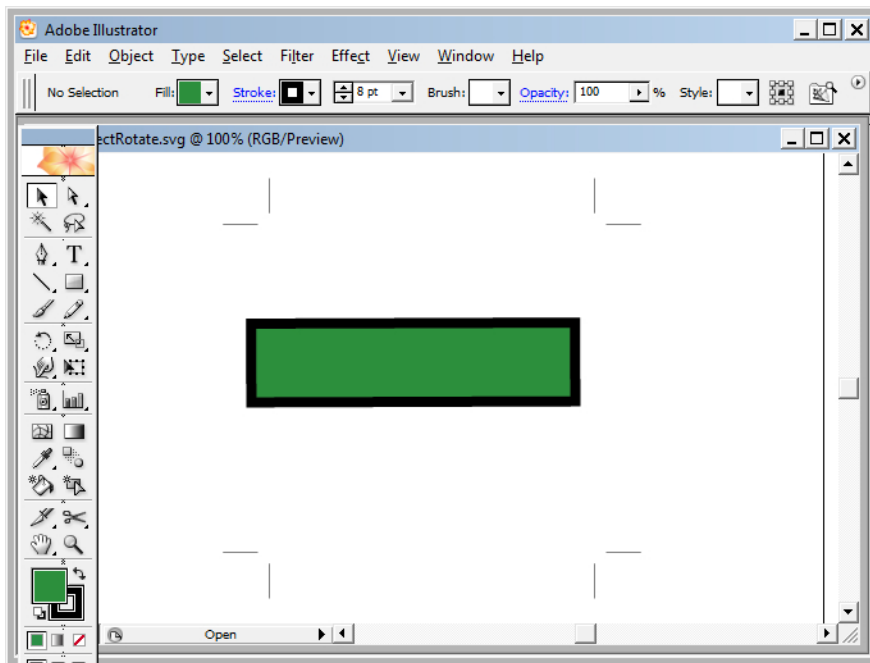 Adobe Illustrator
File Edit Object Type Select Filter Effect View Window Help
No Selection Fill: Stroke: 8 pt Brush: Opacity: 100 % Style:
ectRotate.svg @ 100% (RGB/Preview)
T
Open